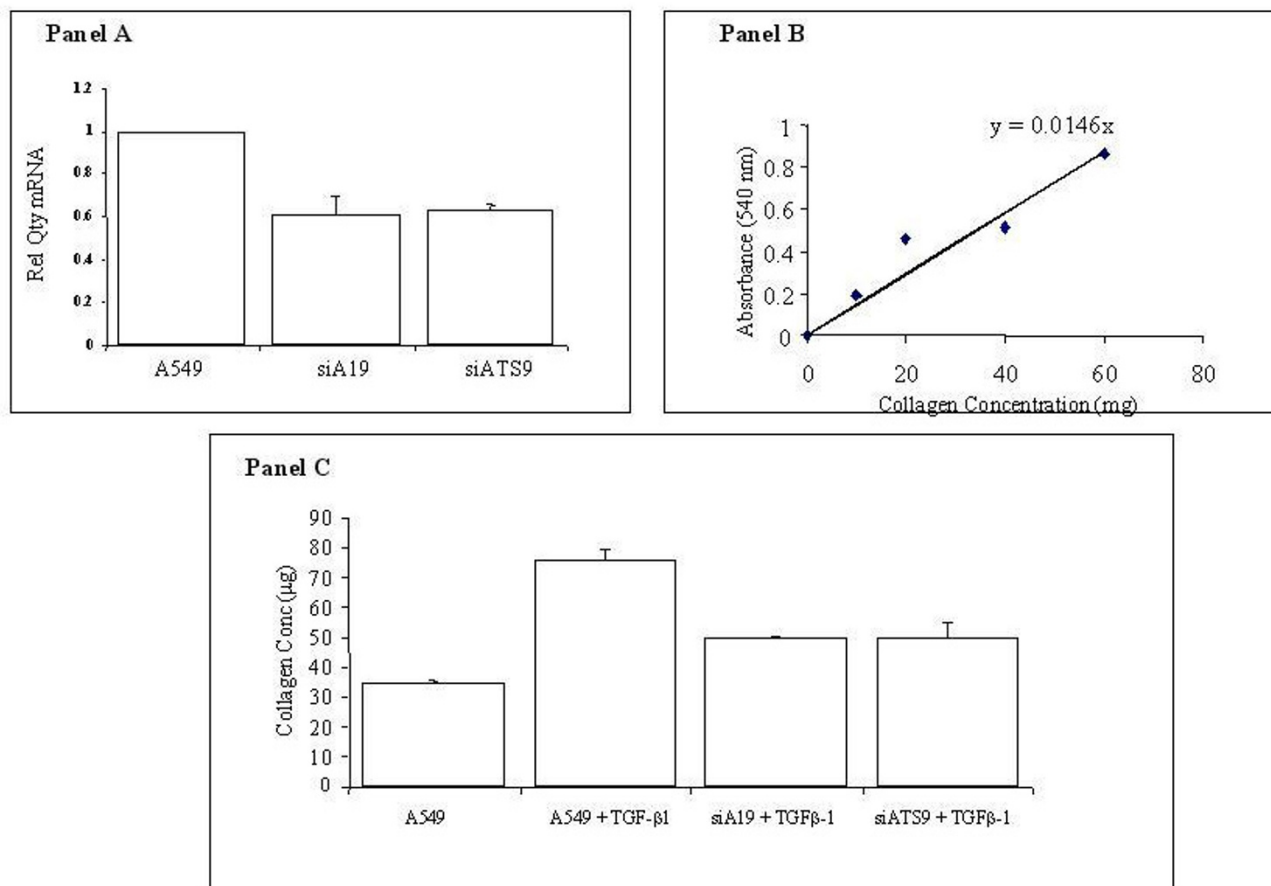 Panel A
Rel Qty mRNA
1.2
1
0.8
0.6
0.4
0.2
0
A549
siA19
siATS9
Panel B
y = 0.0146x
Absorbance (540 nm)
1
0.8
0.6
0.4
0.2
0
0 20 40 60 80
Collagen Concentration (mg)
Panel C
Collagen Conc (µg)
90
80
70
60
50
40
30
20
10
0
A549
A549 + TGF-β1
siA19 + TGFβ-1
siATS9 + TGFβ-1